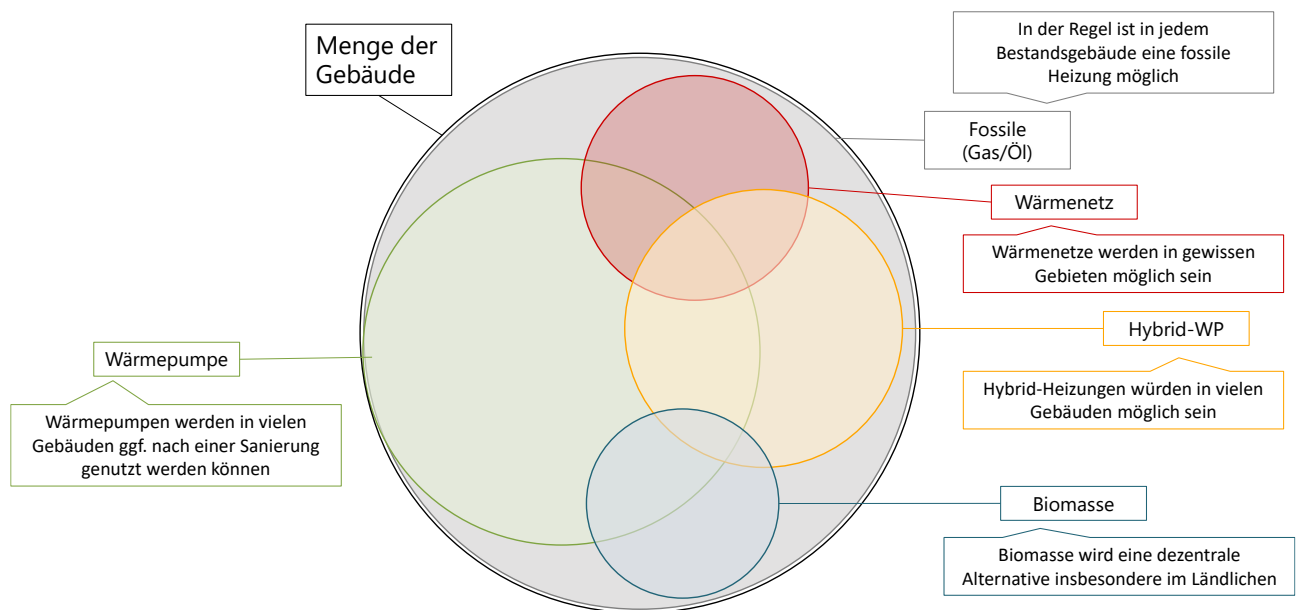 Menge der
Gebäude
In der Regel ist in jedem
Bestandsgebäude eine fossile
Heizung möglich
Fossile
(Gas/Öl)
Wärmenetz
Wärmenetze werden in gewissen
Gebieten möglich sein
Hybrid-WP
Hybrid-Heizungen würden in vielen
Gebäuden möglich sein
Wärmepumpe
Wärmepumpen werden in vielen
Gebäuden ggf. nach einer Sanierung
genutzt werden können
Biomasse
Biomasse wird eine dezentrale
Alternative insbesondere im Ländlichen